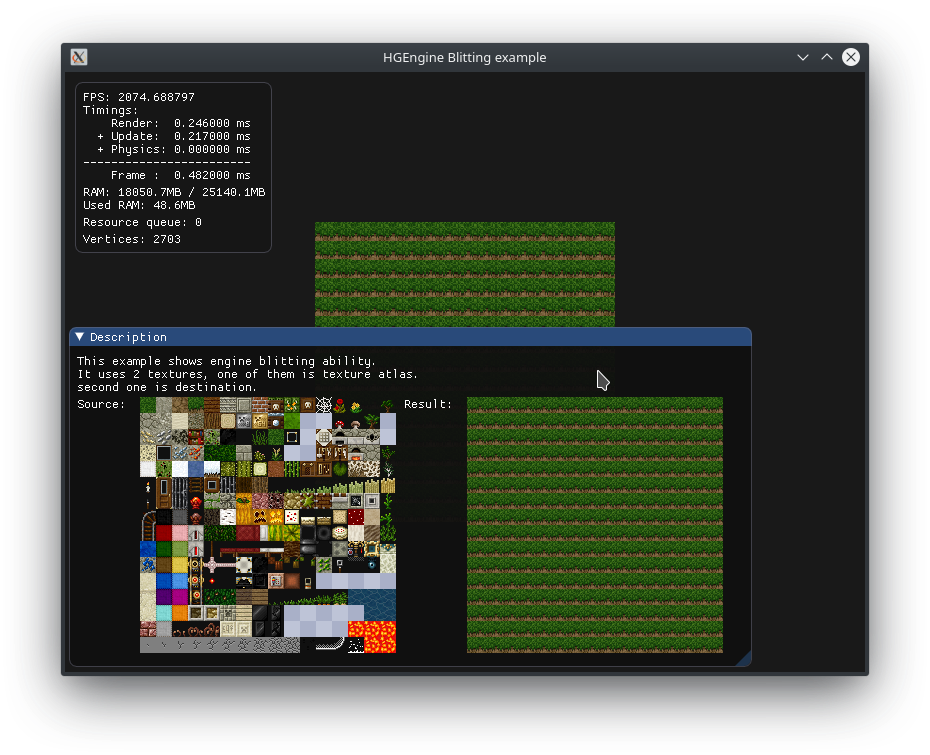 HGEngine Blitting example
FPS: 2074.688797
Timings:
Render: 0.246000 ms
+ Update: 0.217000 ms
+ Physics: 0.000000 ms
------------------------
Frame : 0.482000 ms
RAM: 18050.7MB / 25140.1MB
Used RAM: 48.6MB
Resource queue: 0
Vertices: 2703
Description
This example shows engine blitting ability.
It uses 2 textures, one of them is texture atlas.
second one is destination.
Source: Result: